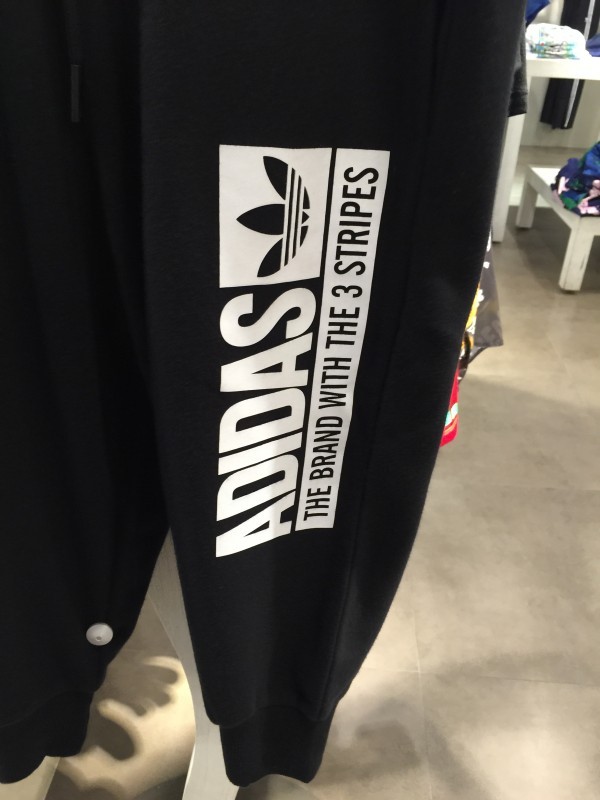 ADIDAS
THE BRAND WITH THE 3 STRIPES